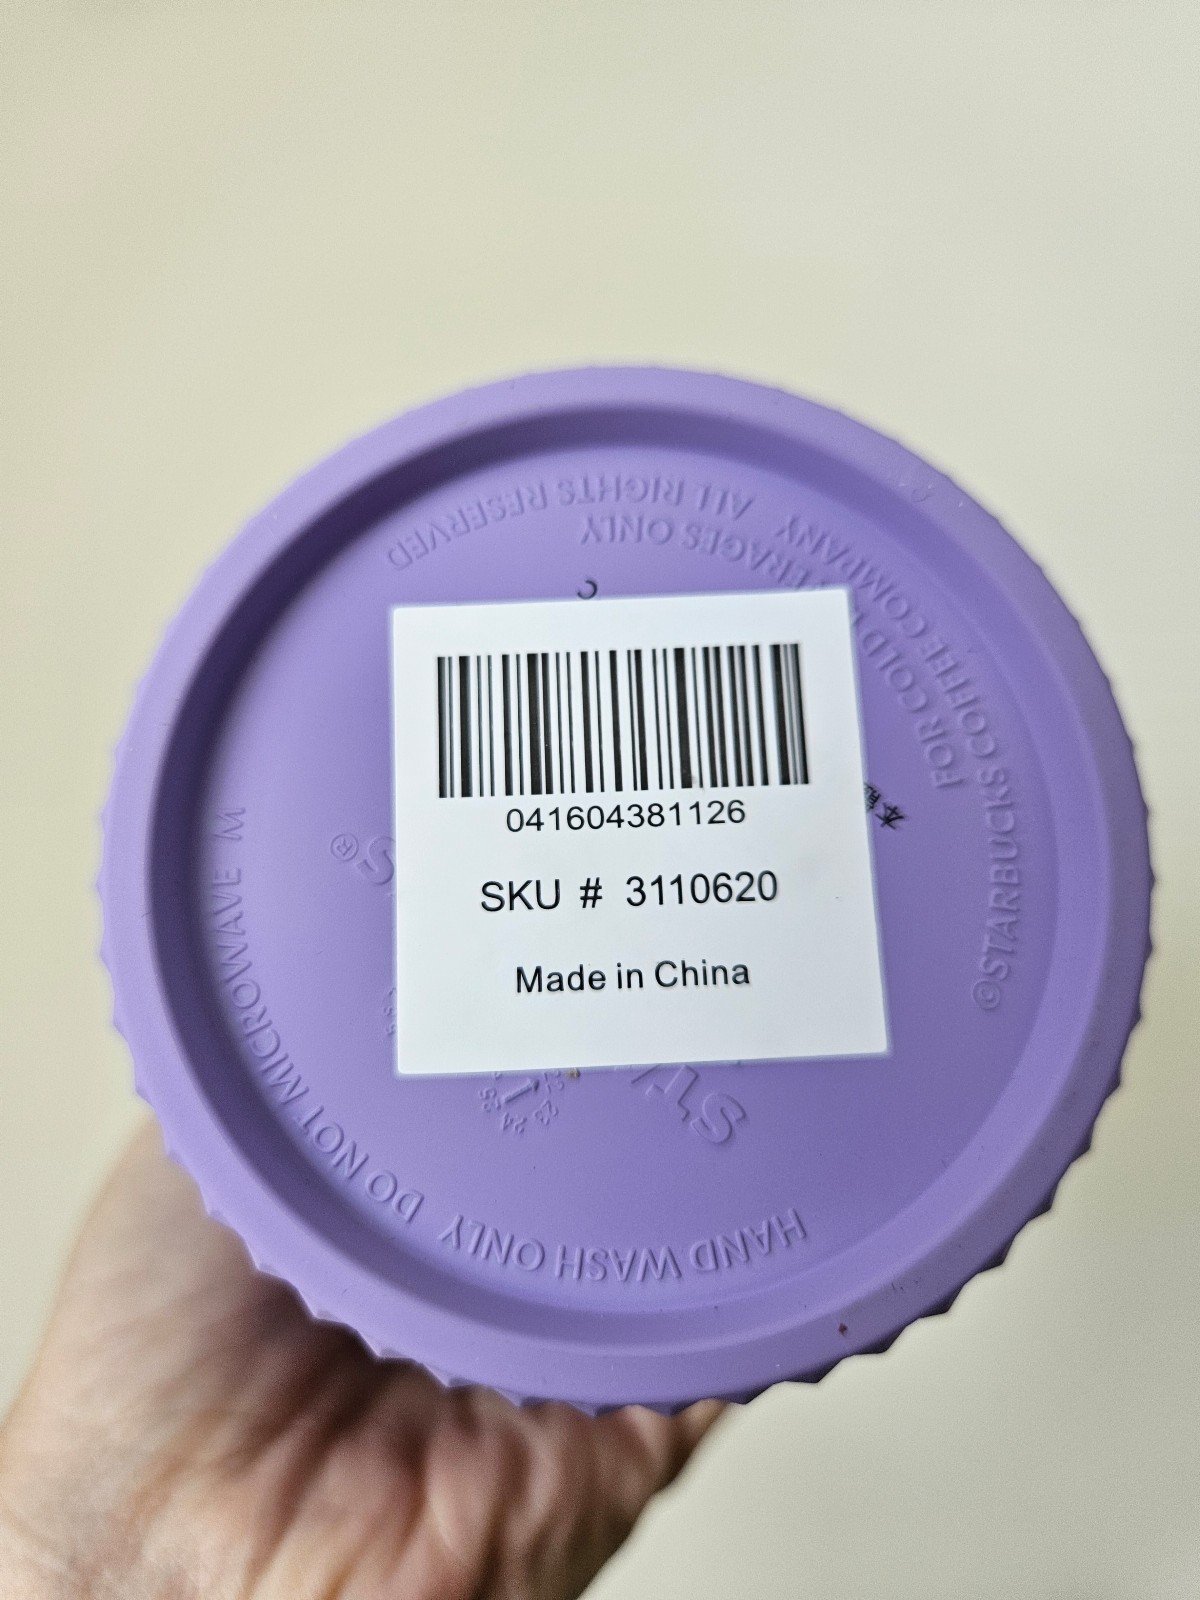 041604381126
SKU # 3110620
Made in China
©STARBUCKS COFFEE COMPANY ALL RIGHTS RESERVED
FOR COLD BEVERAGES ONLY
HAND WASH ONLY DO NOT MICROWAVE M